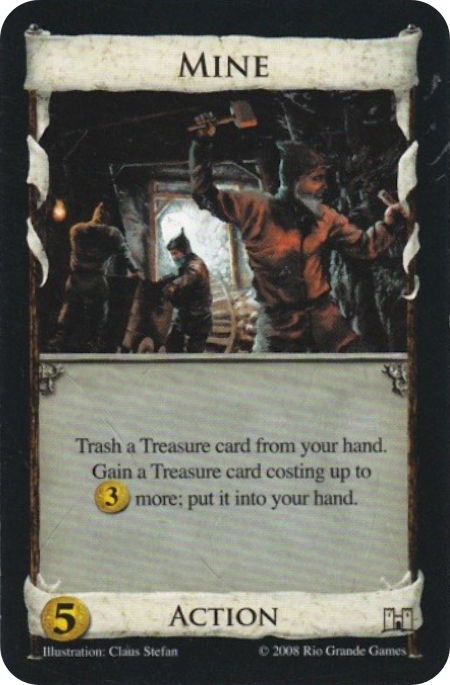 MINE
Trash a Treasure card from your hand.
Gain a Treasure card costing up to
3 more; put it into your hand.
5 ACTION
Illustration: Claus Stefan © 2008 Rio Grande Games